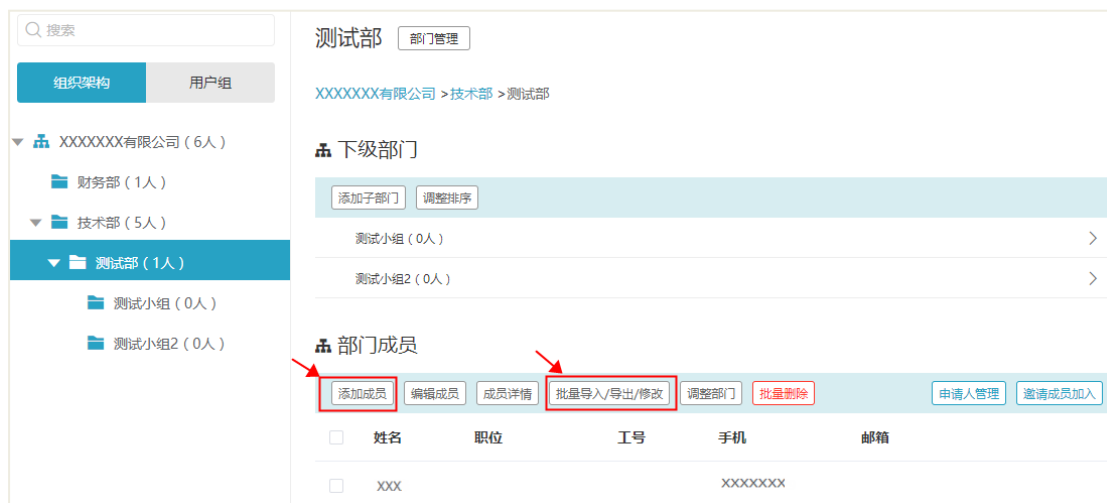 搜索
组织架构 用户组
XXXXXXX有限公司（6人）
财务部（1人）
技术部（5人）
测试部（1人）
测试小组（0人）
测试小组2（0人）
测试部 部门管理
XXXXXXX有限公司 >技术部 >测试部
下级部门
添加子部门 调整排序
测试小组（0人）
测试小组2（0人）
部门成员
添加成员 编辑成员 成员详情 批量导入/导出/修改 调整部门 批量删除 申请人管理 邀请成员加入
姓名 职位 工号 手机 邮箱
XXX XXXXXXX